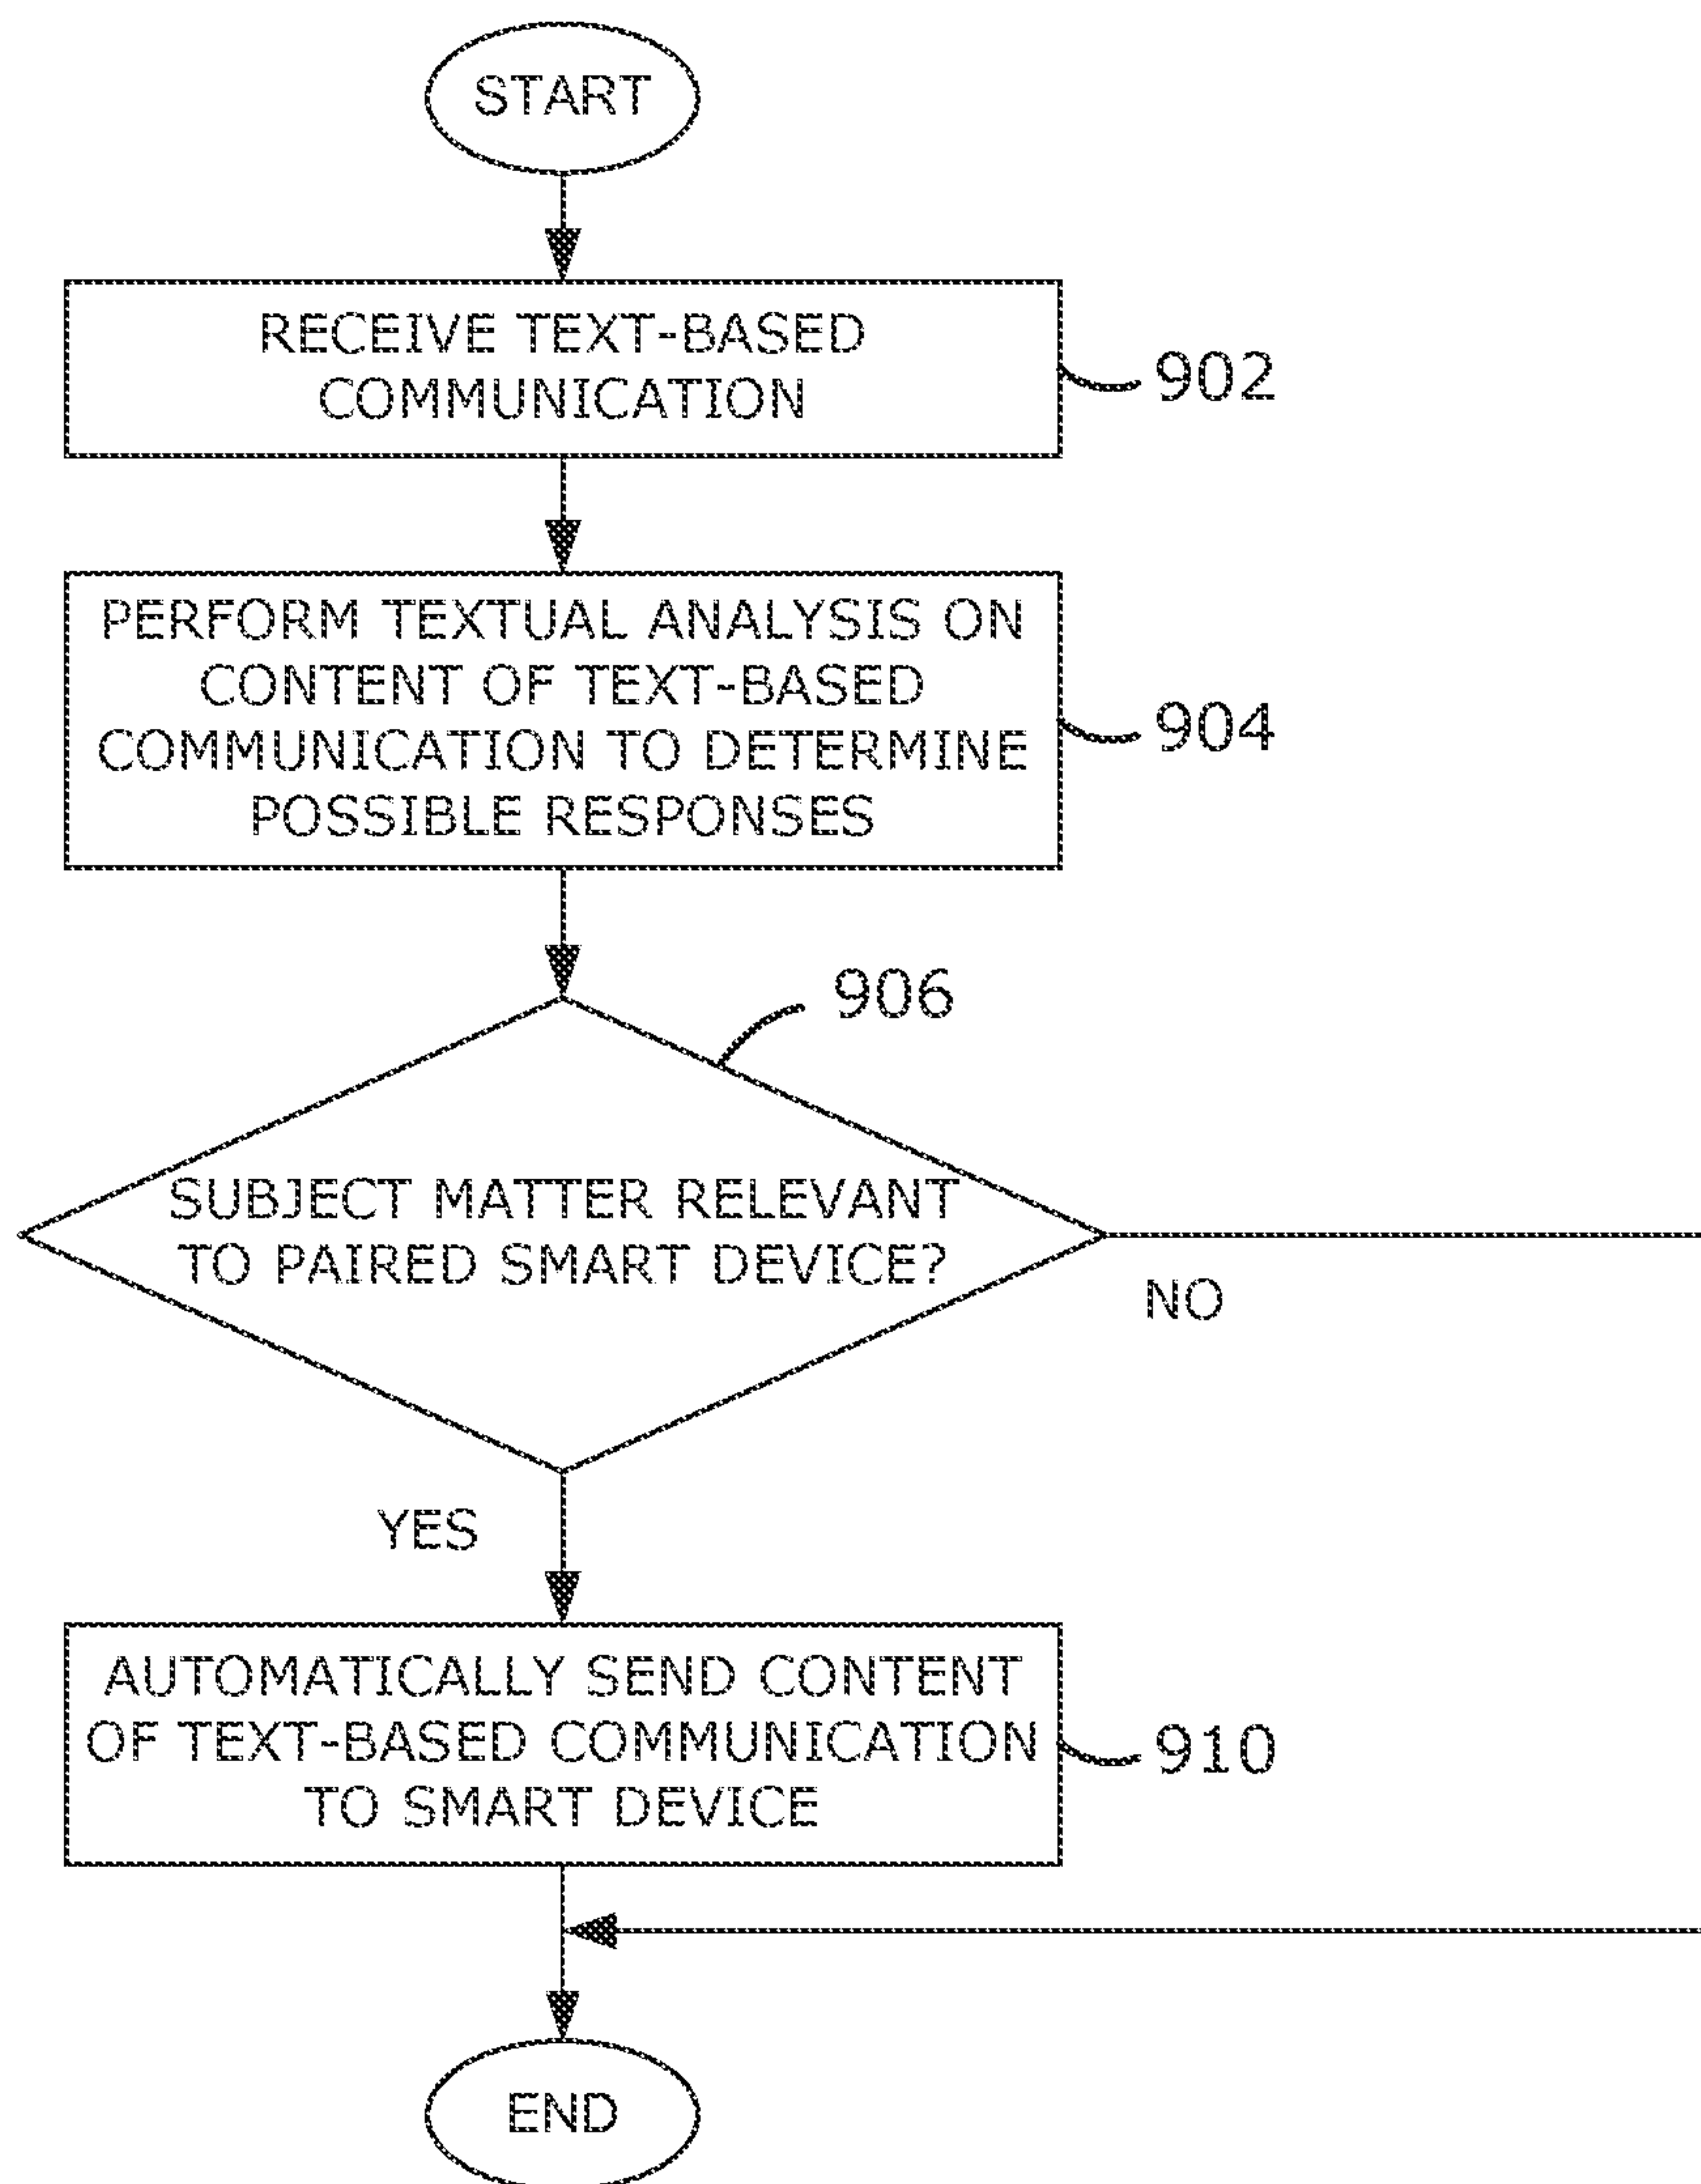 START
RECEIVE TEXT-BASED
COMMUNICATION
902
PERFORM TEXTUAL ANALYSIS ON
CONTENT OF TEXT-BASED
COMMUNICATION TO DETERMINE
POSSIBLE RESPONSES
904
906
SUBJECT MATTER RELEVANT
TO PAIRED SMART DEVICE?
NO
YES
AUTOMATICALLY SEND CONTENT
OF TEXT-BASED COMMUNICATION
TO SMART DEVICE
910
END